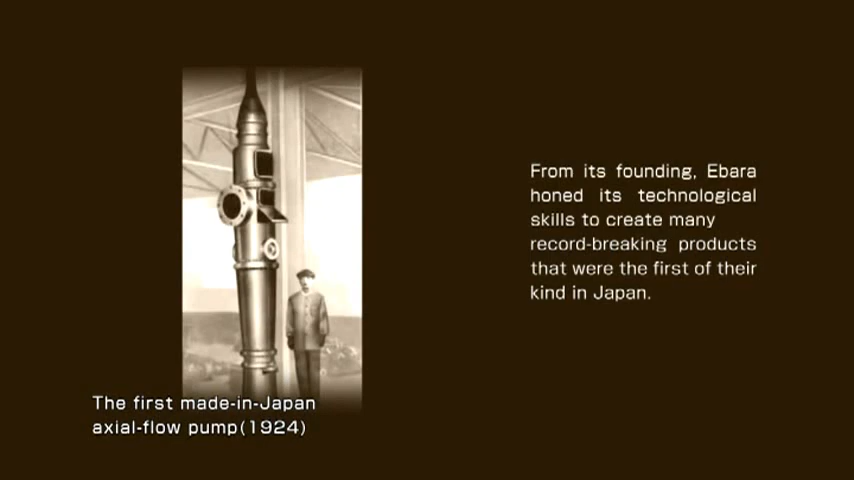 From its founding, Ebara
honed its technological
skills to create many
record-breaking products
that were the first of their
kind in Japan.
The first made-in-Japan
axial-flow pump(1924)